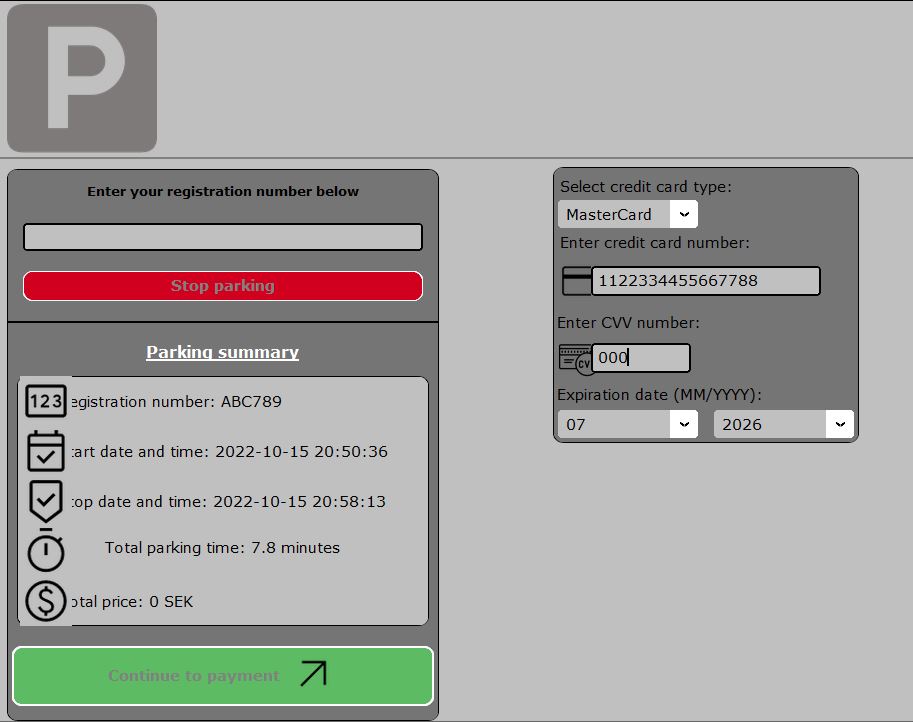 P
Enter your registration number below
Stop parking
Parking summary
123
egistration number: ABC789
tart date and time: 2022-10-15 20:50:36
top date and time: 2022-10-15 20:58:13
Total parking time: 7.8 minutes
$
otal price: 0 SEK
Continue to payment
Select credit card type:
MasterCard
Enter credit card number:
1122334455667788
Enter CVV number:
CV
000
Expiration date (MM/YYYY):
07 2026